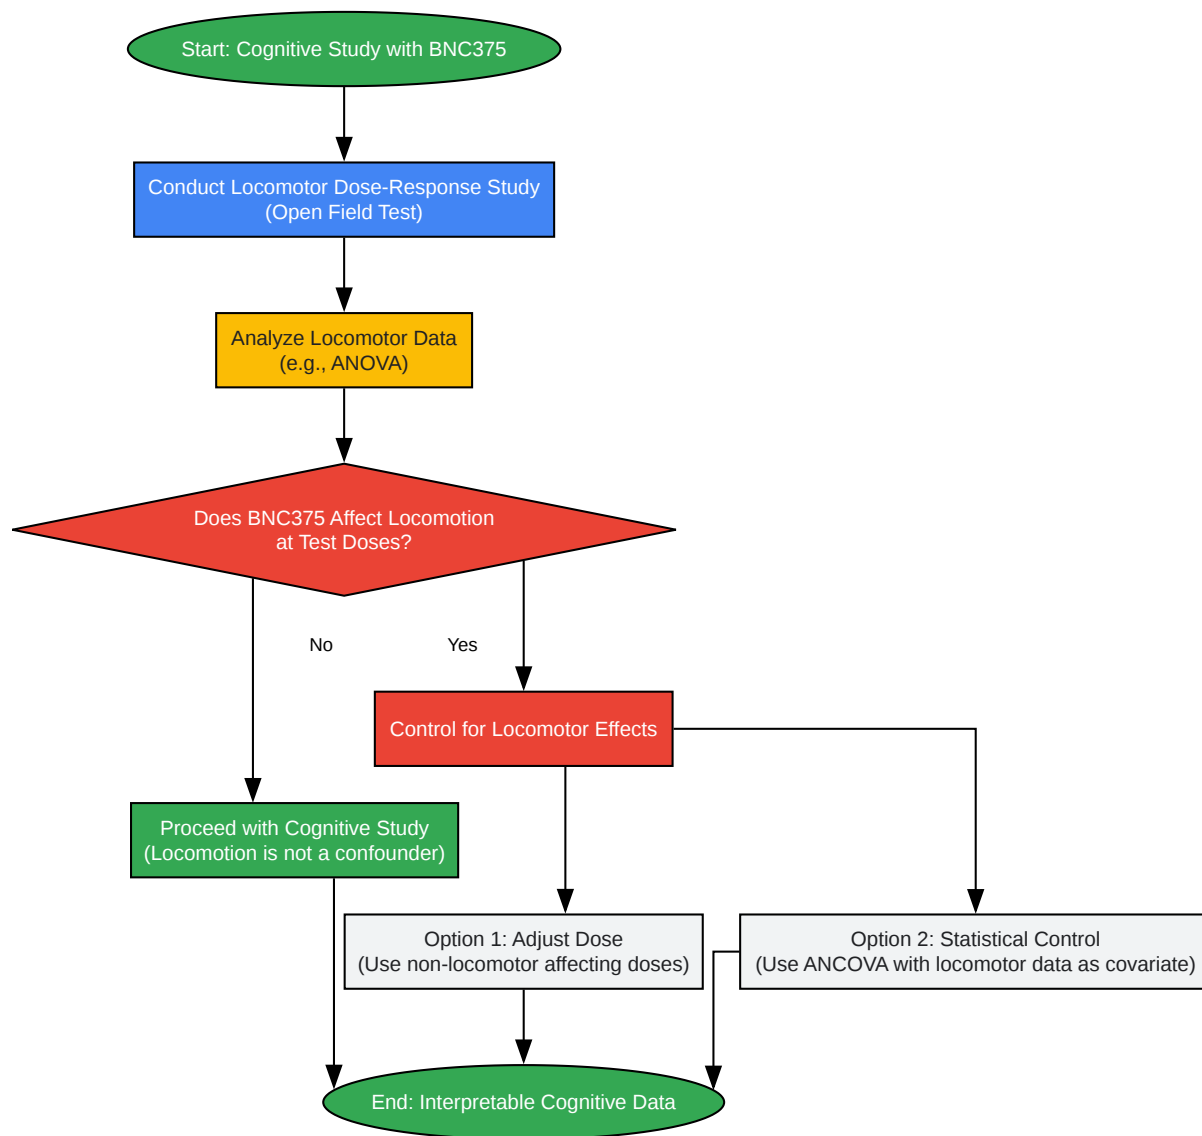 Start: Cognitive Study with BNC375
Conduct Locomotor Dose-Response Study
(Open Field Test)
Analyze Locomotor Data
(e.g., ANOVA)
Does BNC375 Affect Locomotion
at Test Doses?
No
Yes
Control for Locomotor Effects
Proceed with Cognitive Study
(Locomotion is not a confounder)
Option 1: Adjust Dose
(Use non-locomotor affecting doses)
Option 2: Statistical Control
(Use ANCOVA with locomotor data as covariate)
End: Interpretable Cognitive Data